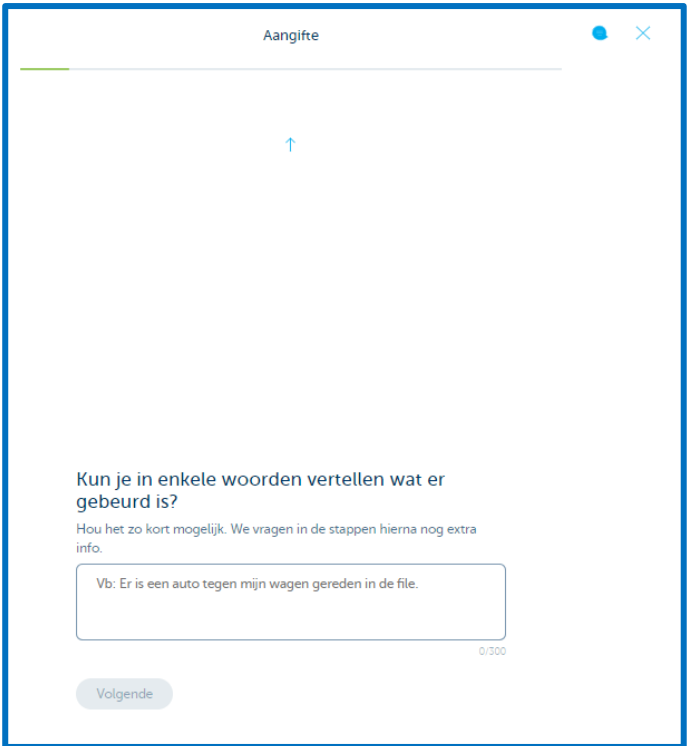 Aangifte
Kun je in enkele woorden vertellen wat er
gebeurd is?
Hou het zo kort mogelijk. We vragen in de stappen hierna nog extra
info.
Vb: Er is een auto tegen mijn wagen gereden in de file.
0/300
Volgende